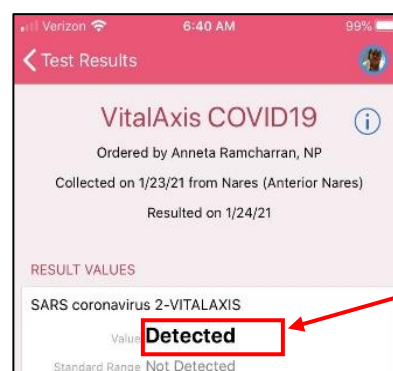 Verizon 6:40 AM 99%
Test Results
VitalAxis COVID19
Ordered by Anneta Ramcharran, NP
Collected on 1/23/21 from Nares (Anterior Nares)
Resulted on 1/24/21
RESULT VALUES
SARS coronavirus 2-VITALAXIS
Value Detected
Standard Range Not Detected